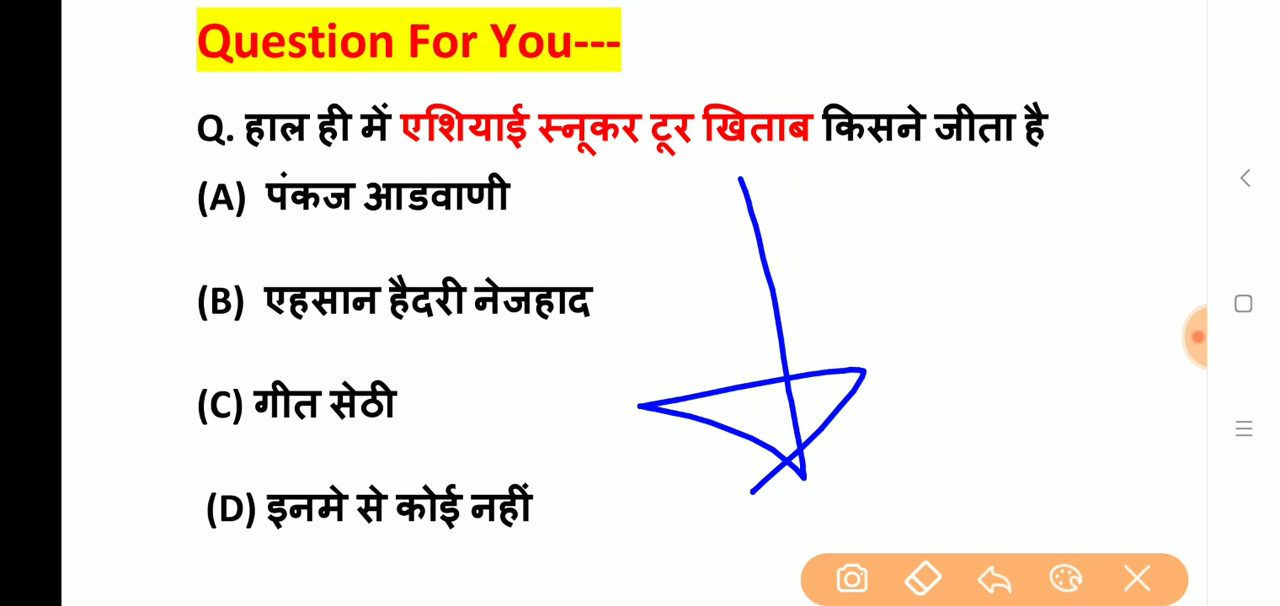 Question For You---
Q. हाल ही में एशियाई स्नूकर टूर खिताब किसने जीता है
(A) पंकज आडवाणी
(B) एहसान हैदरी नेजहाद
(C) गीत सेठी
(D) इनमे से कोई नहीं